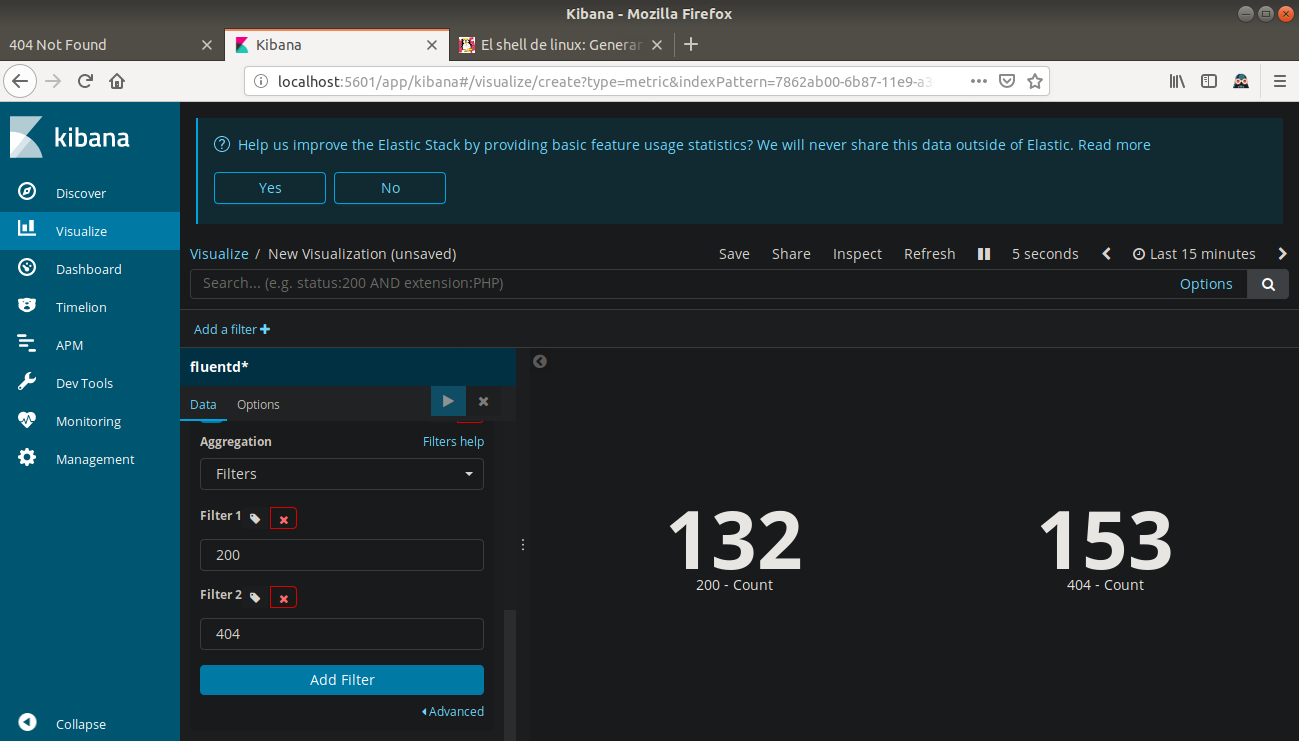 Kibana - Mozilla Firefox
404 Not Found
Kibana
El shell de linux: Generar
localhost:5601/app/kibana#/visualize/create?type=metric&indexPattern=7862ab00-6b87-11e9-a3
kibana
Discover
Visualize
Dashboard
Timelion
APM
Dev Tools
Monitoring
Management
Collapse
Help us improve the Elastic Stack by providing basic feature usage statistics? We will never share this data outside of Elastic. Read more
Yes No
Visualize / New Visualization (unsaved) Save Share Inspect Refresh 5 seconds Last 15 minutes
Search... (e.g. status:200 AND extension:PHP) Options
Add a filter
fluentd*
Data Options
Aggregation Filters help
Filters
Filter 1
200
Filter 2
404
Add Filter
Advanced
132
200 - Count
153
404 - Count